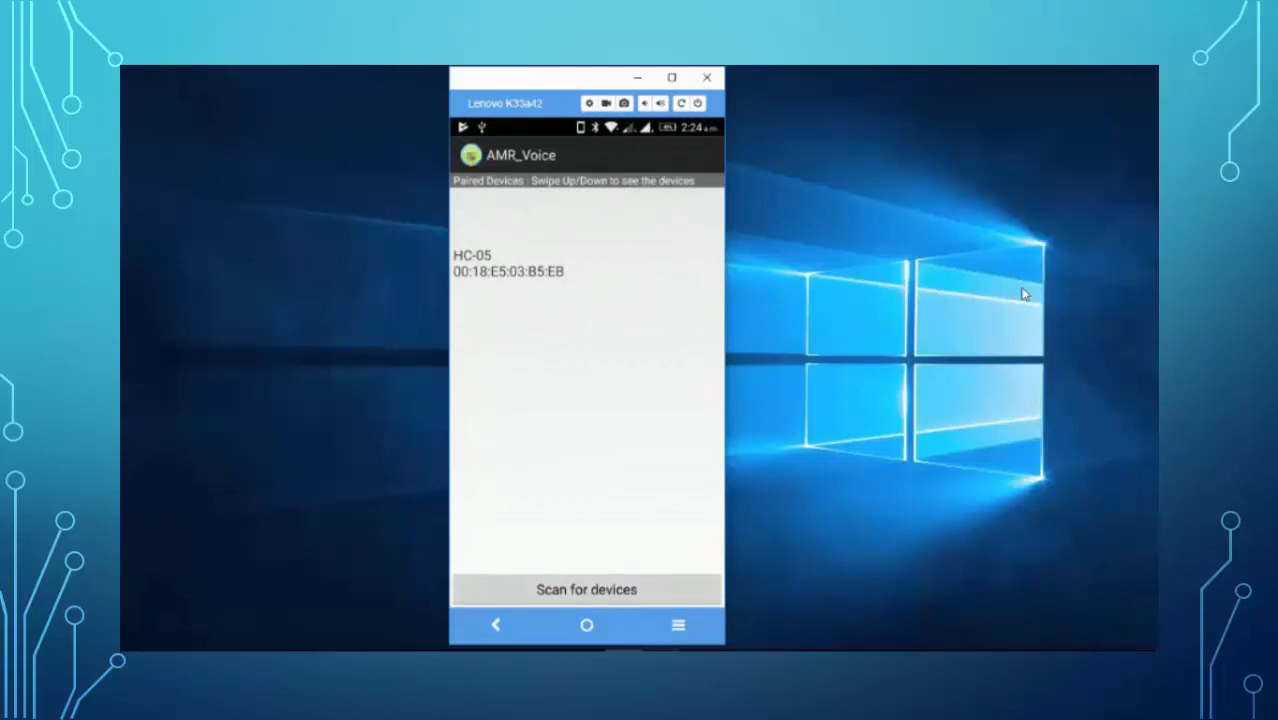 Lenovo K33a42
2:24 a.m.
AMR_Voice
Paired Devices : Swipe Up/Down to see the devices
HC-05
00:18:E5:03:B5:EB
Scan for devices